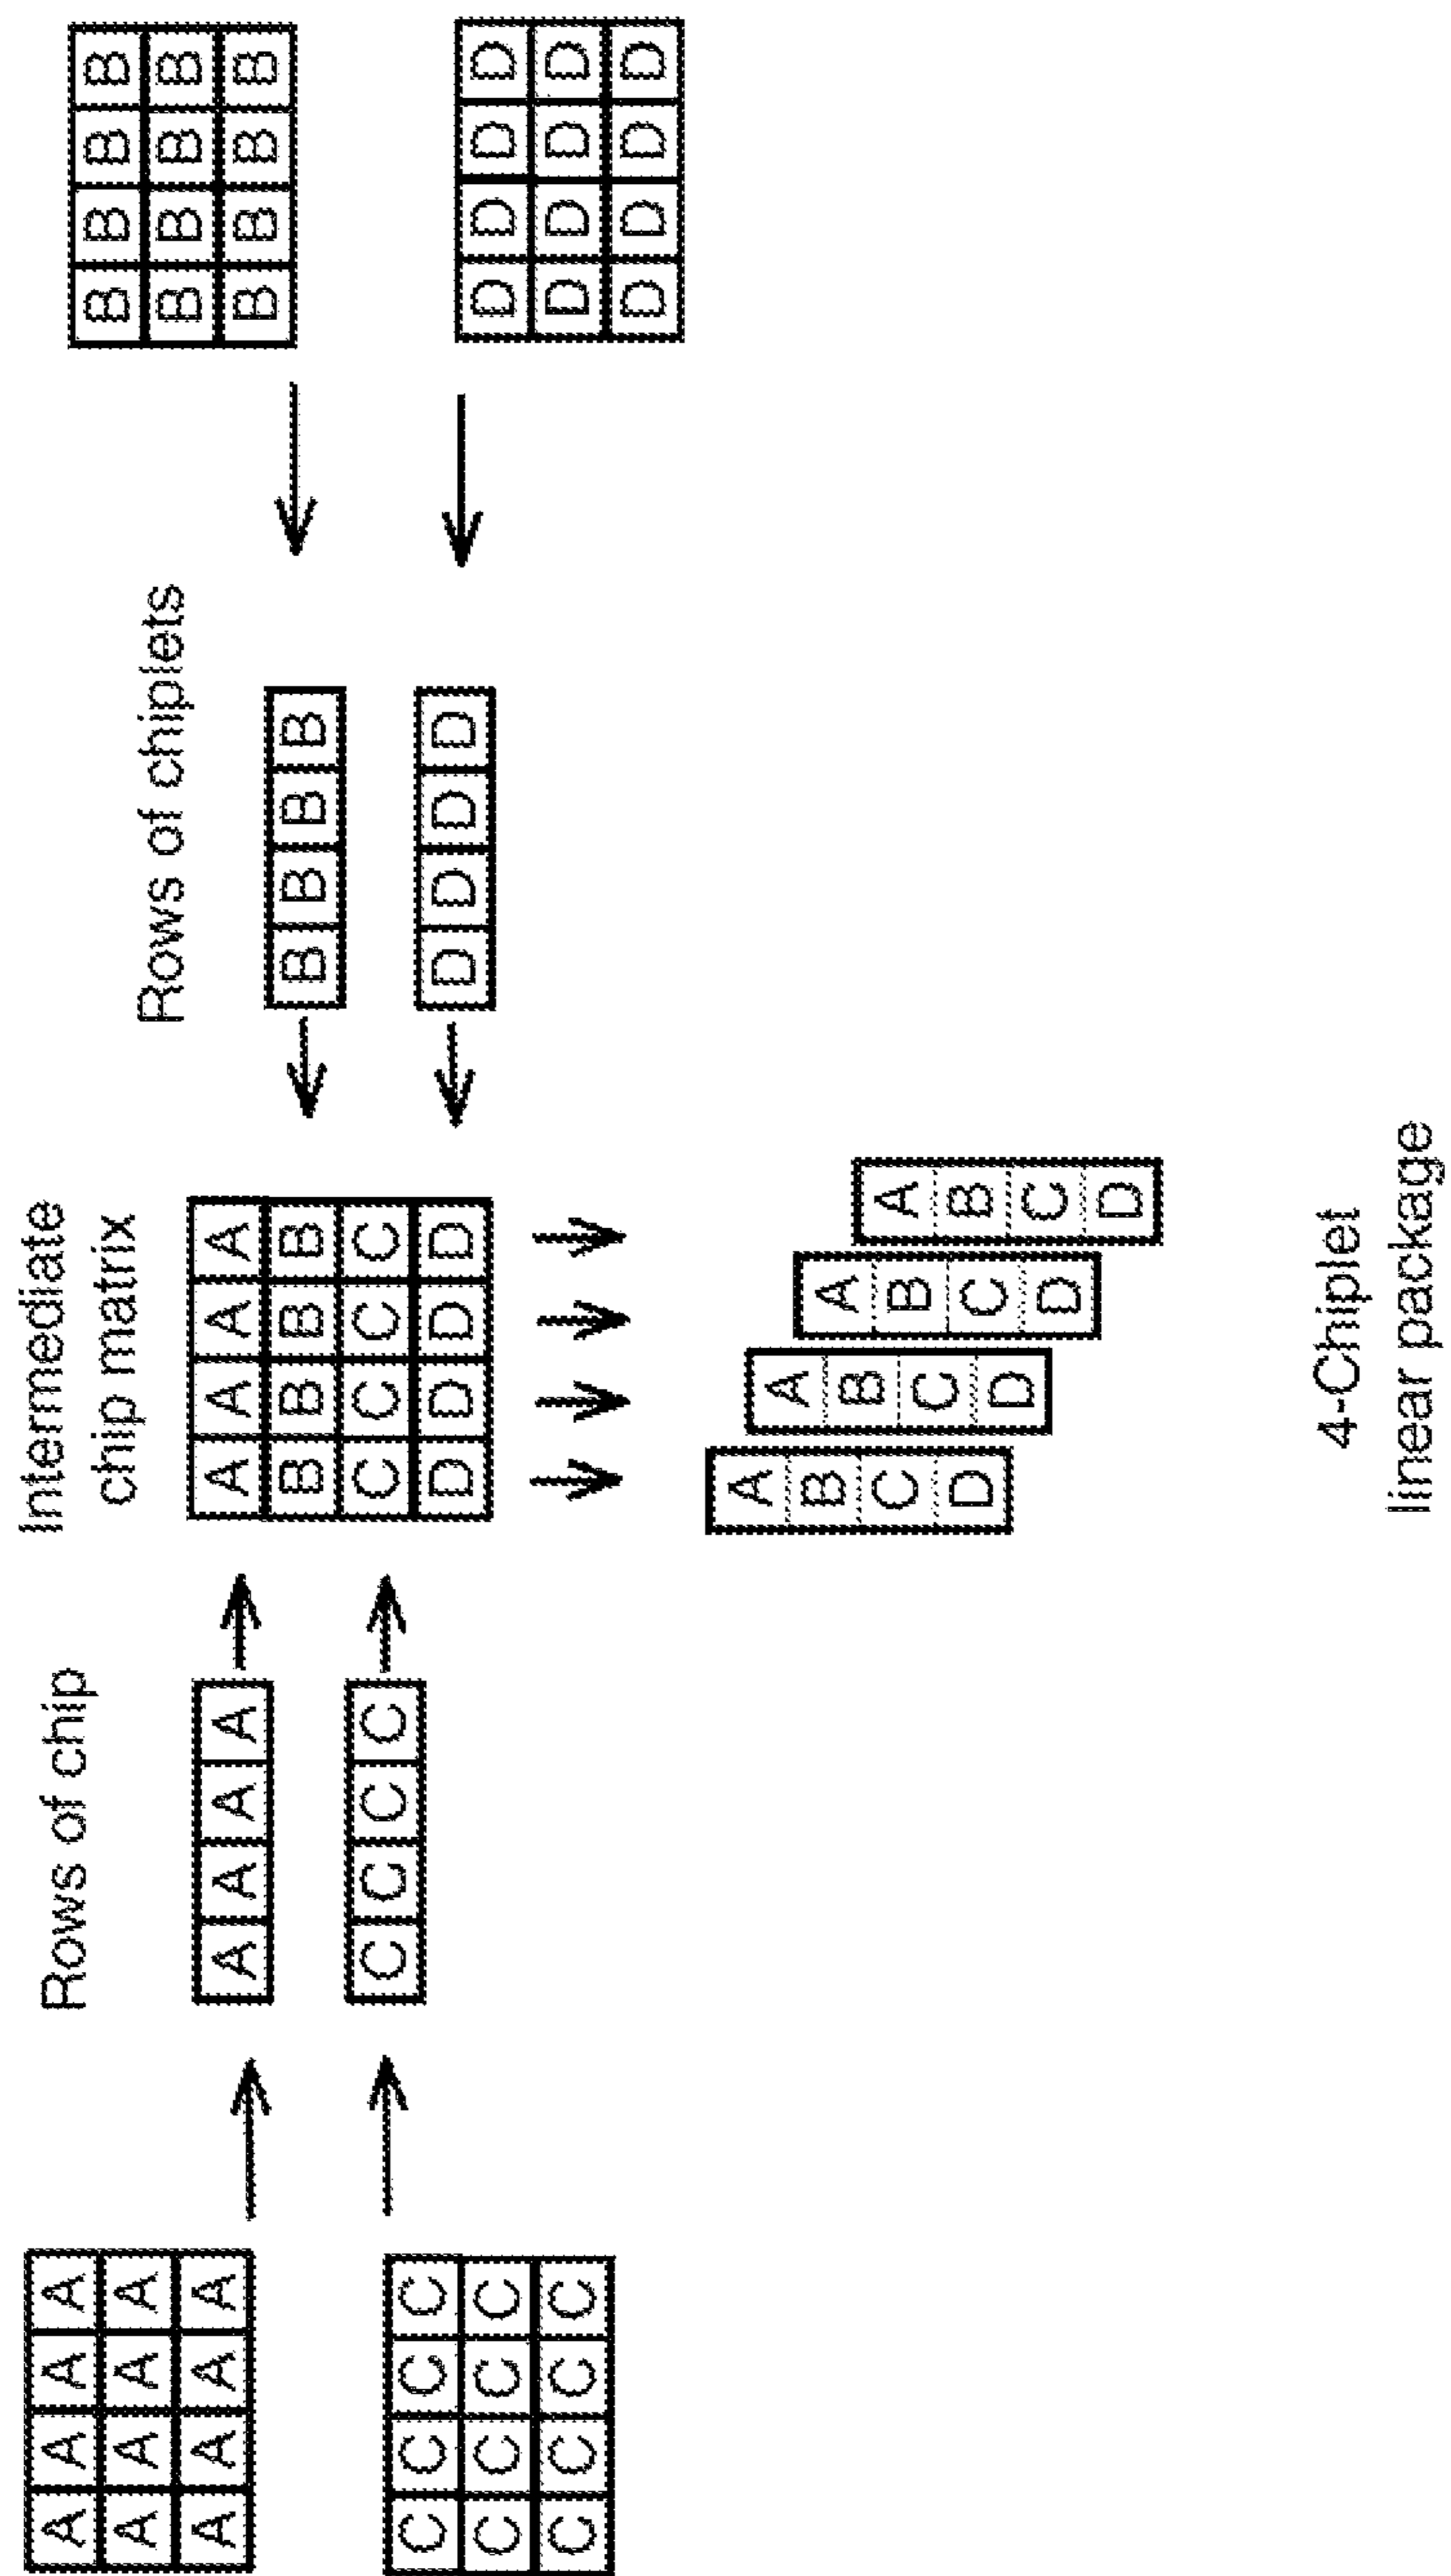 A A A A
A A A A
A A A A
C C C C
C C C C
C C C C
Rows of chip
A A A A
C C C C
Intermediate
chip matrix
A A A A
B B B B
C C C C
D D D D
Rows of chiplets
B B B B
D D D D
B B B B
B B B B
B B B B
D D D D
D D D D
D D D D
A
B
C
D
A
B
C
D
A
B
C
D
A
B
C
D
4-Chiplet
linear package